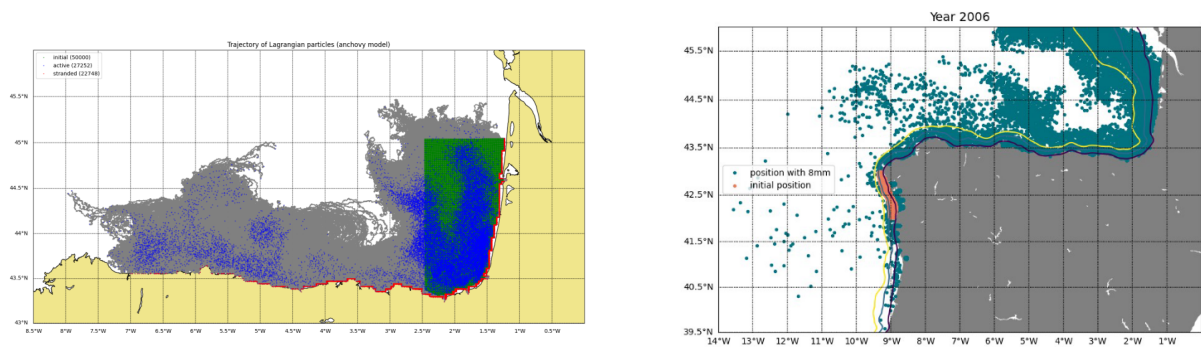 Trajectory of Lagrangian particles (anchovy model)
initial (50000)
active (27252)
stranded (22748)
45.5°N
45°N
44.5°N
44°N
43.5°N
43°N
8.5°W 8°W 7.5°W 7°W 6.5°W 6°W 5.5°W 5°W 4.5°W 4°W 3.5°W 3°W 2.5°W 2°W 1.5°W 1°W 0.5°W
Year 2006
45.5°N
44.5°N
43.5°N
position with 8mm
initial position
42.5°N
41.5°N
40.5°N
39.5°N
14°W 13°W 12°W 11°W 10°W 9°W 8°W 7°W 6°W 5°W 4°W 3°W 2°W 1°W